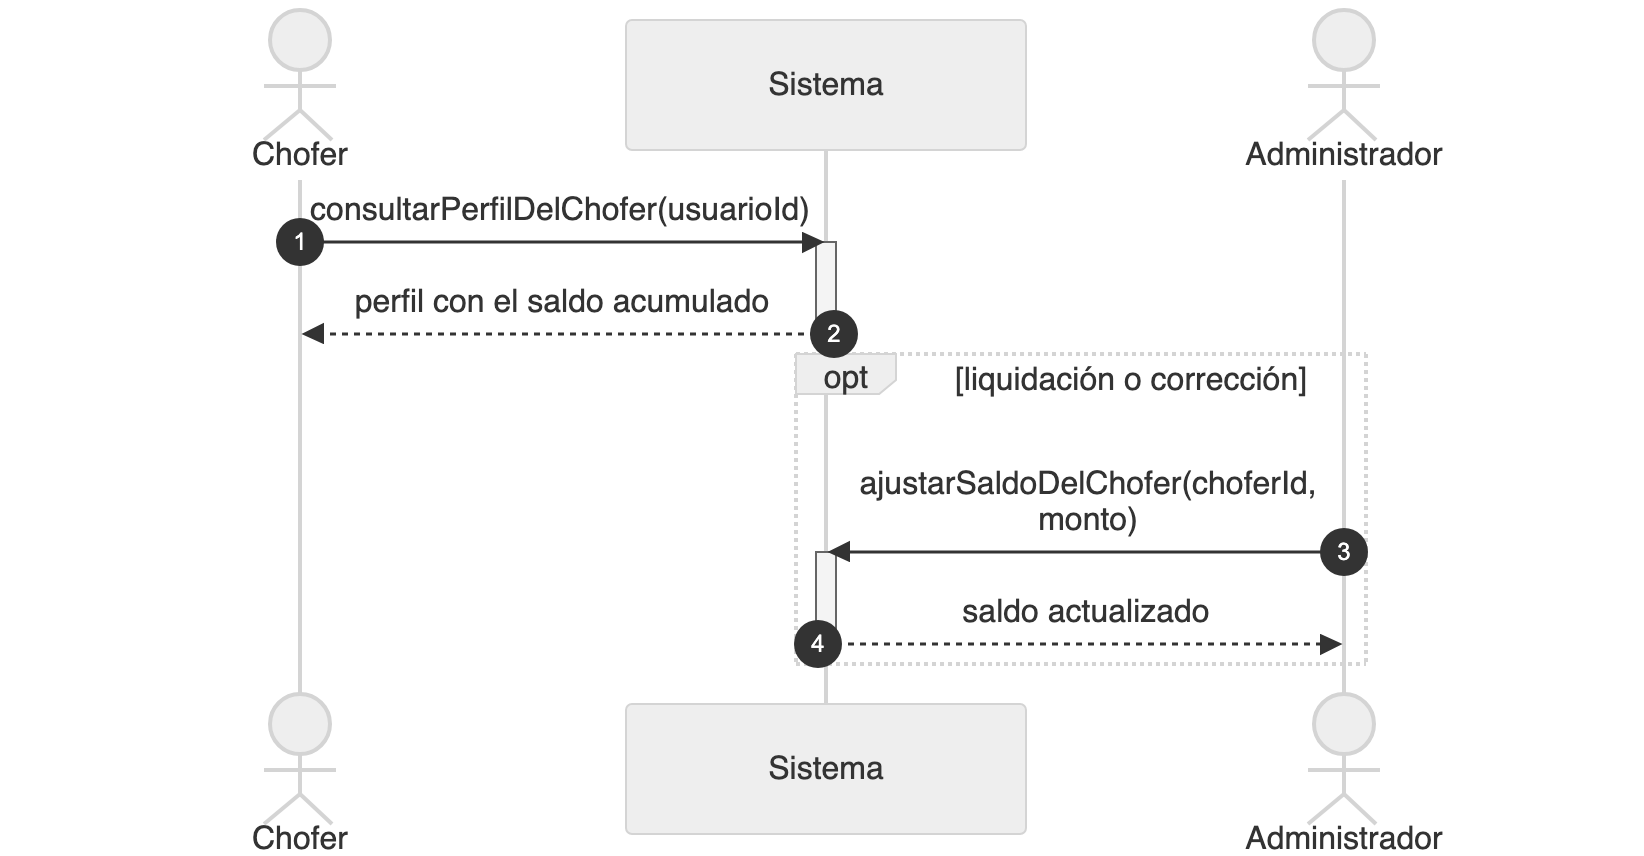 Chofer
Sistema
Administrador
consultarPerfilDelChofer(usuarioId)
1
perfil con el saldo acumulado
2
opt
[liquidación o corrección]
ajustarSaldoDelChofer(choferId,
monto)
3
saldo actualizado
4
Chofer
Sistema
Administrador